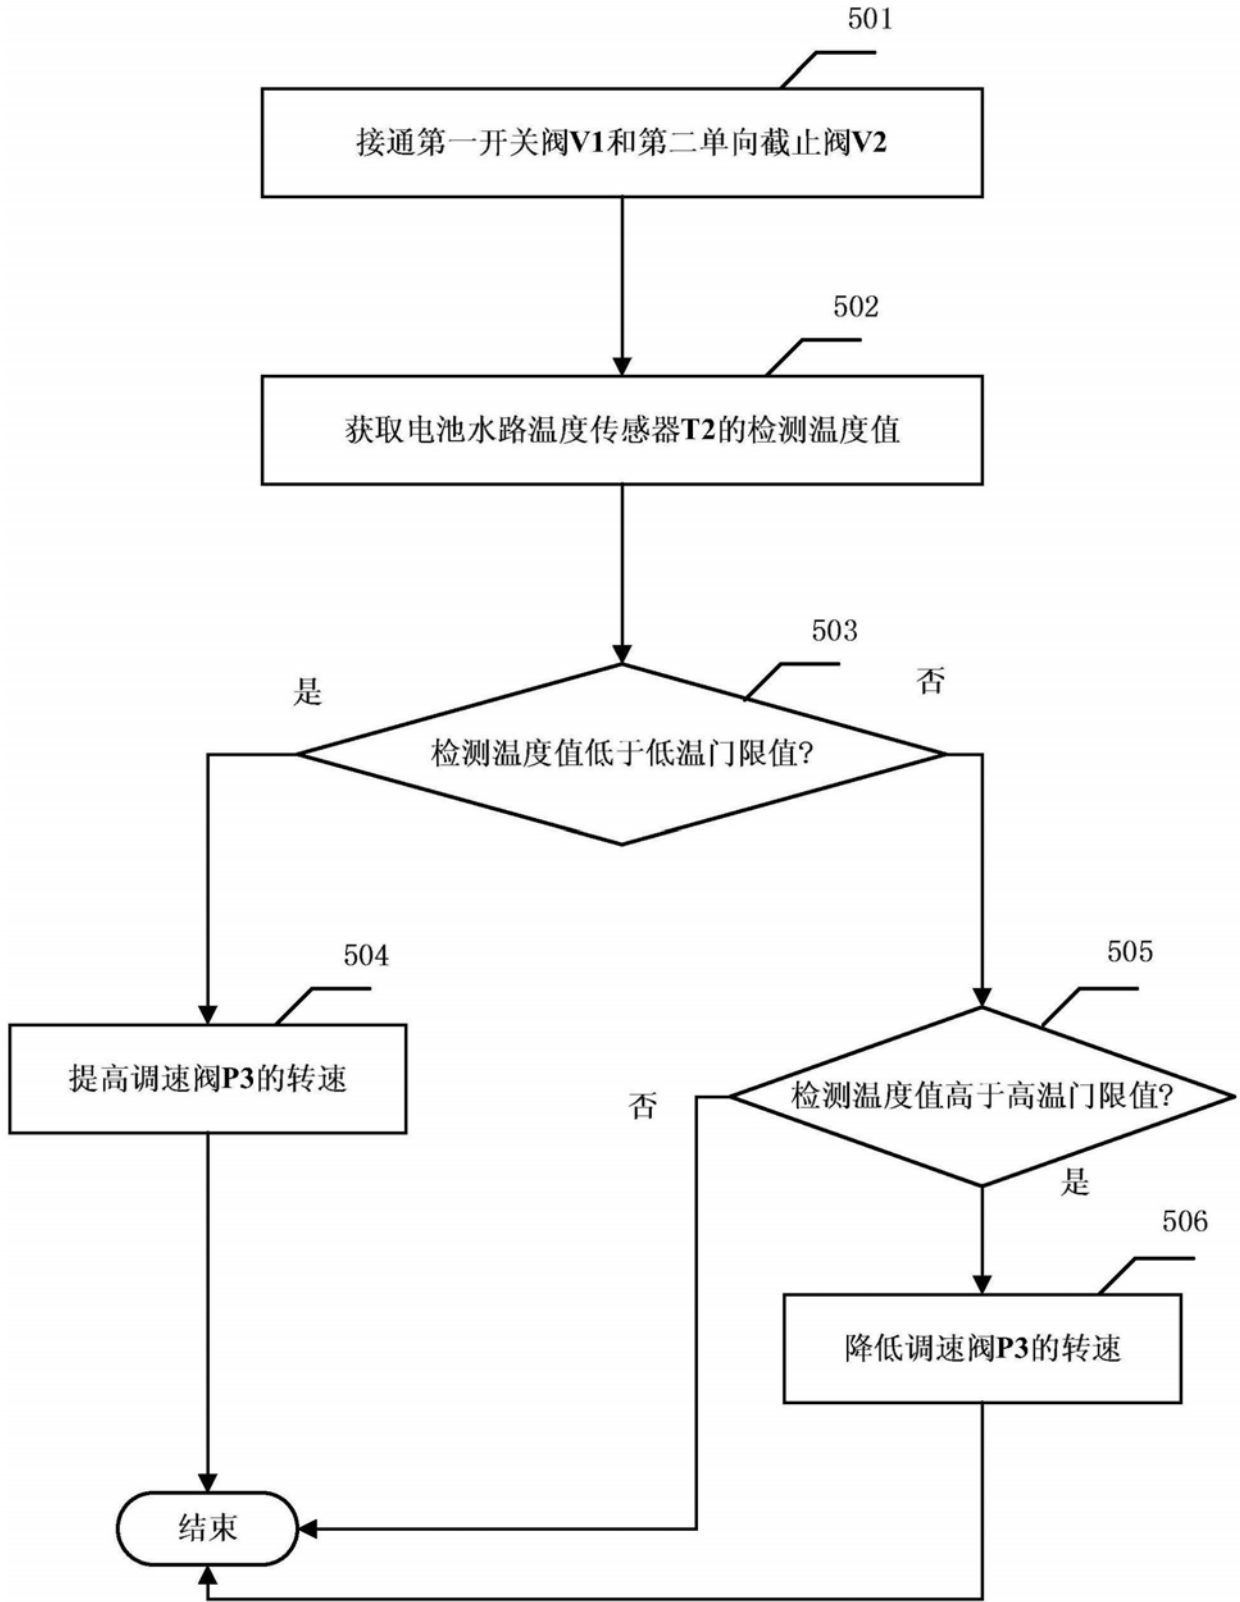 501
接通第一开关阀V1和第二单向截止阀V2
502
获取电池水路温度传感器T2的检测温度值
503
是
否
检测温度值低于低温门限值?
504
提高调速阀P3的转速
505
检测温度值高于高温门限值?
否
是
506
降低调速阀P3的转速
结束